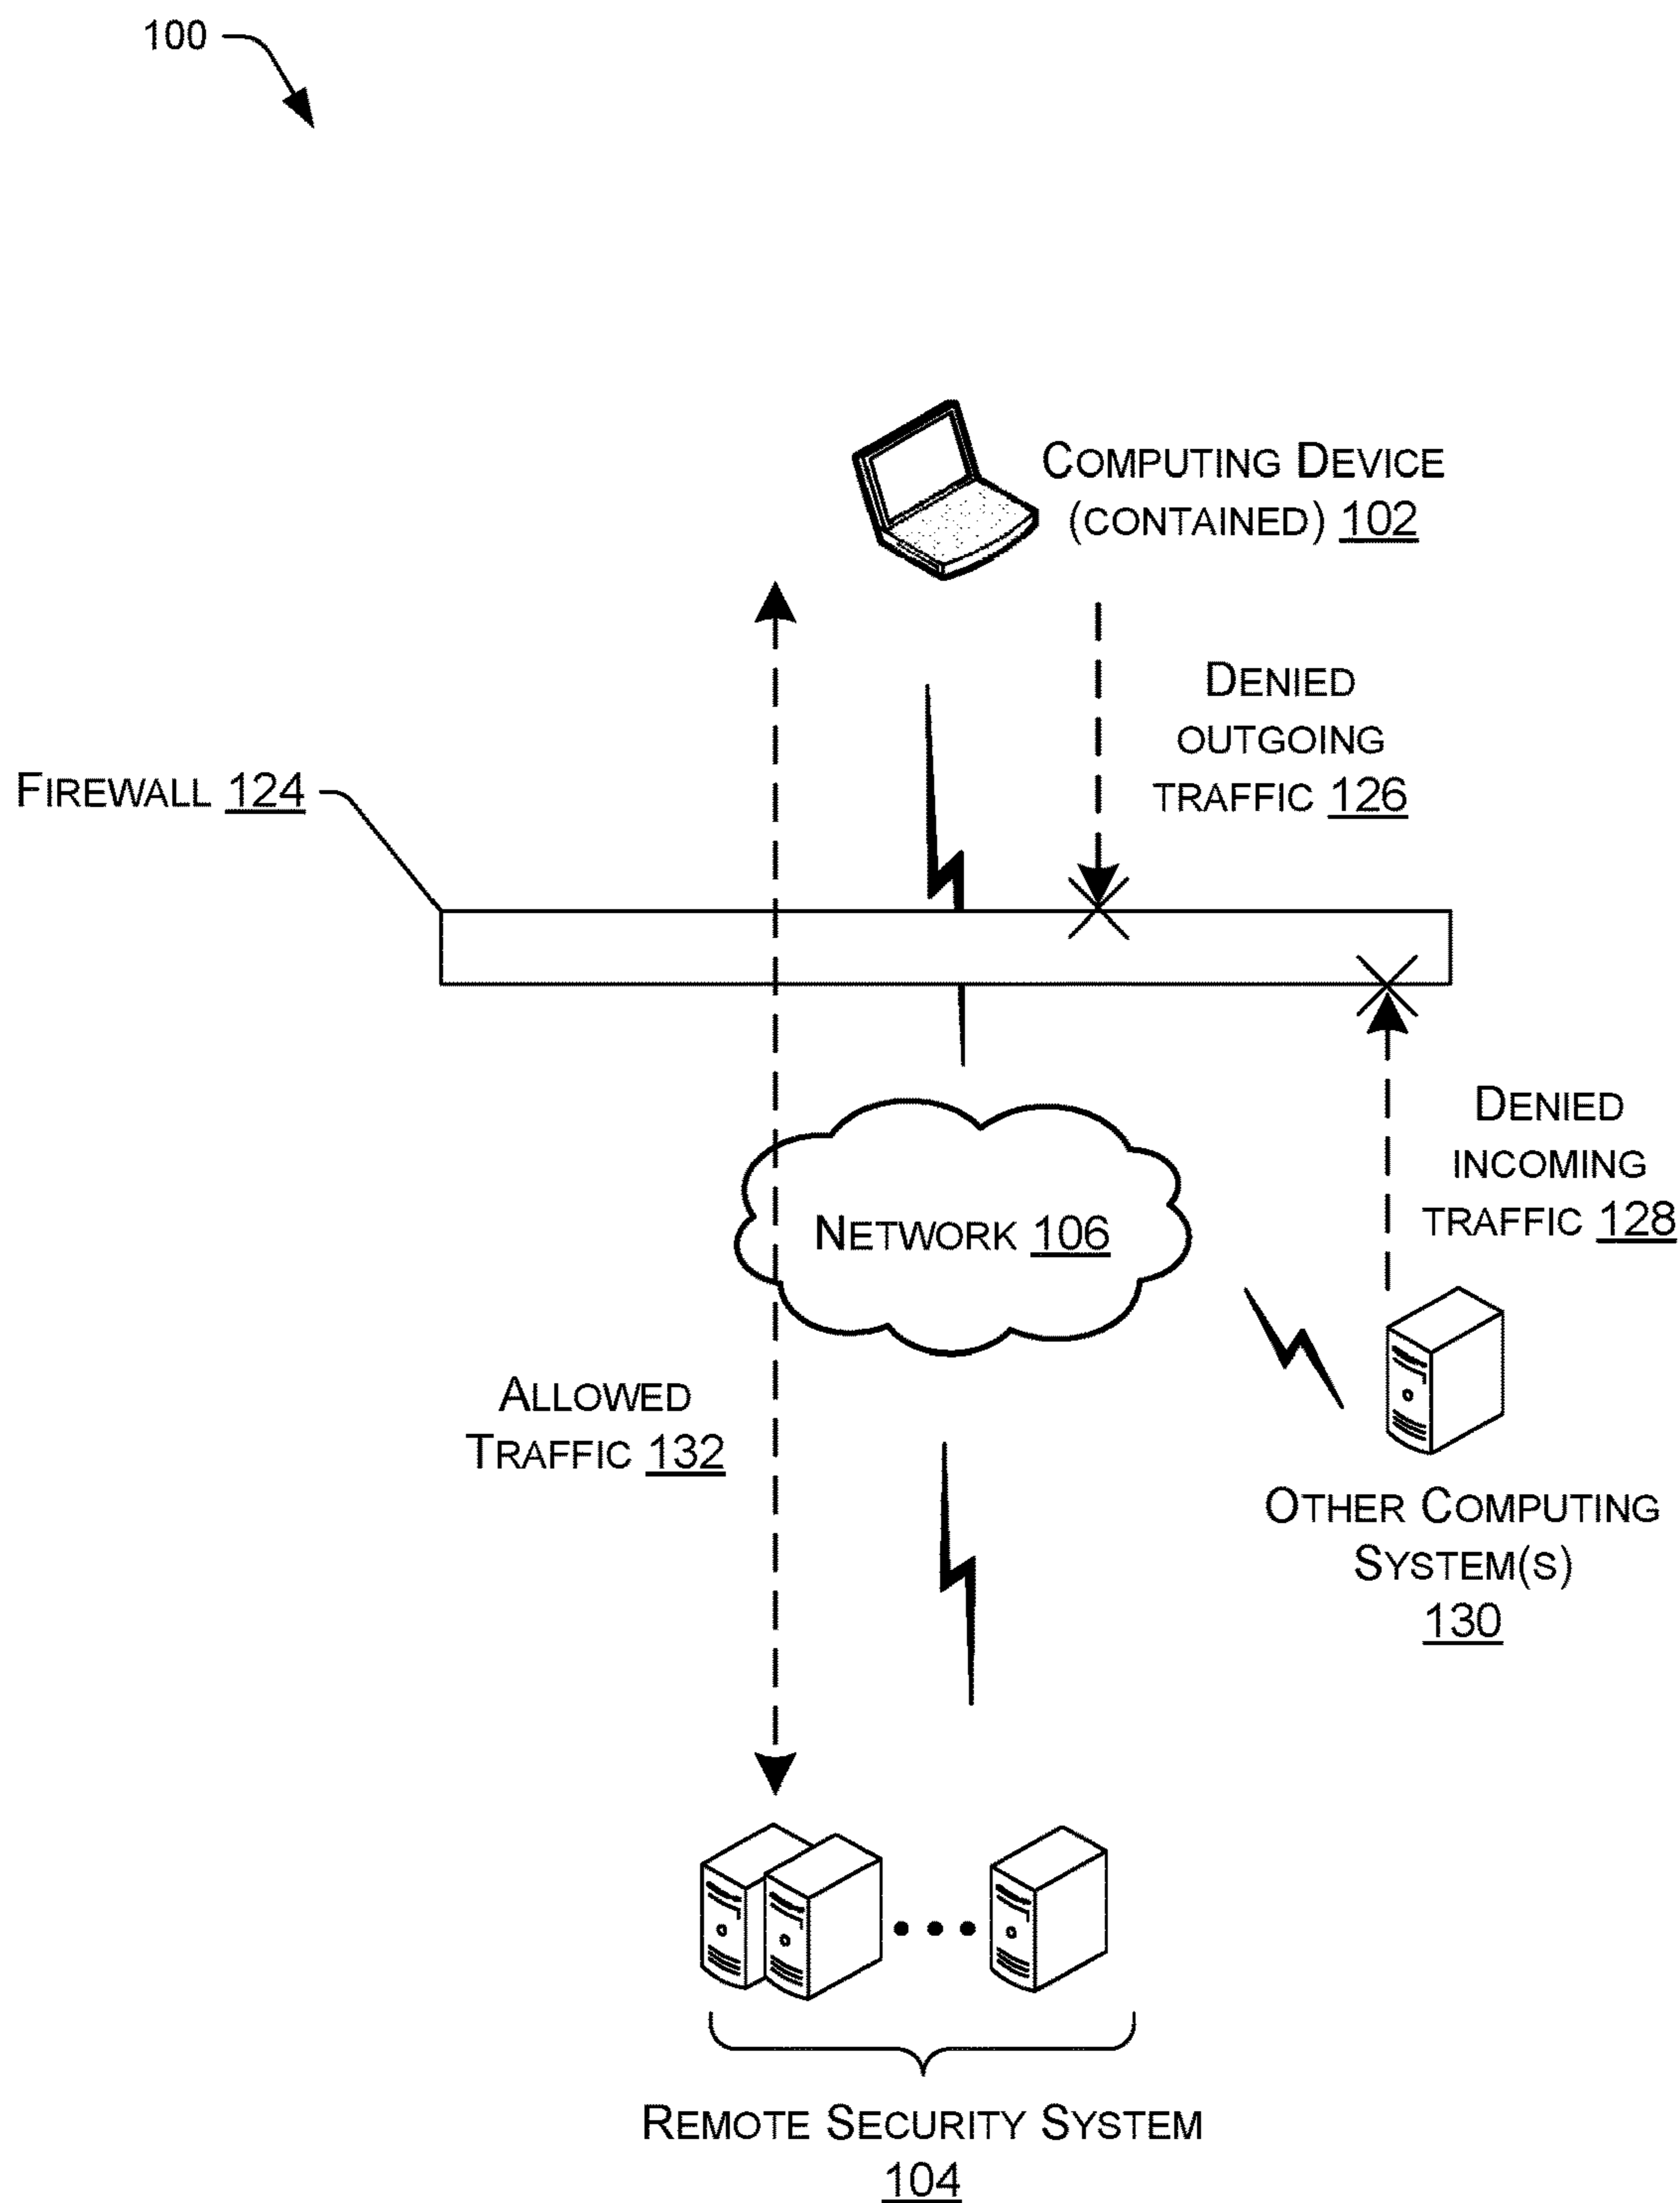 100
COMPUTING DEVICE
(CONTAINED) 102
DENIED
OUTGOING
TRAFFIC 126
FIREWALL 124
DENIED
INCOMING
TRAFFIC 128
NETWORK 106
ALLOWED
TRAFFIC 132
OTHER COMPUTING
SYSTEM(S)
130
REMOTE SECURITY SYSTEM
104